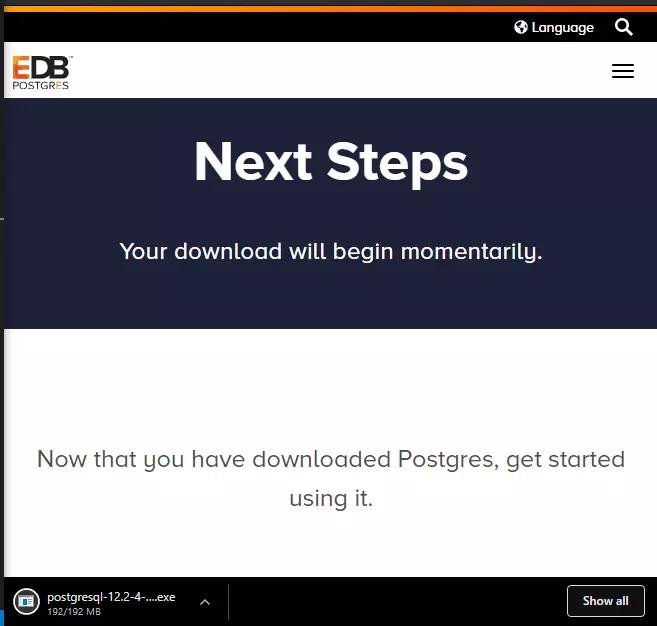 Language
EDB™
POSTGRES
Next Steps
Your download will begin momentarily.
Now that you have downloaded Postgres, get started
using it.
postgresql-12.2-4-....exe
192/192 MB
Show all